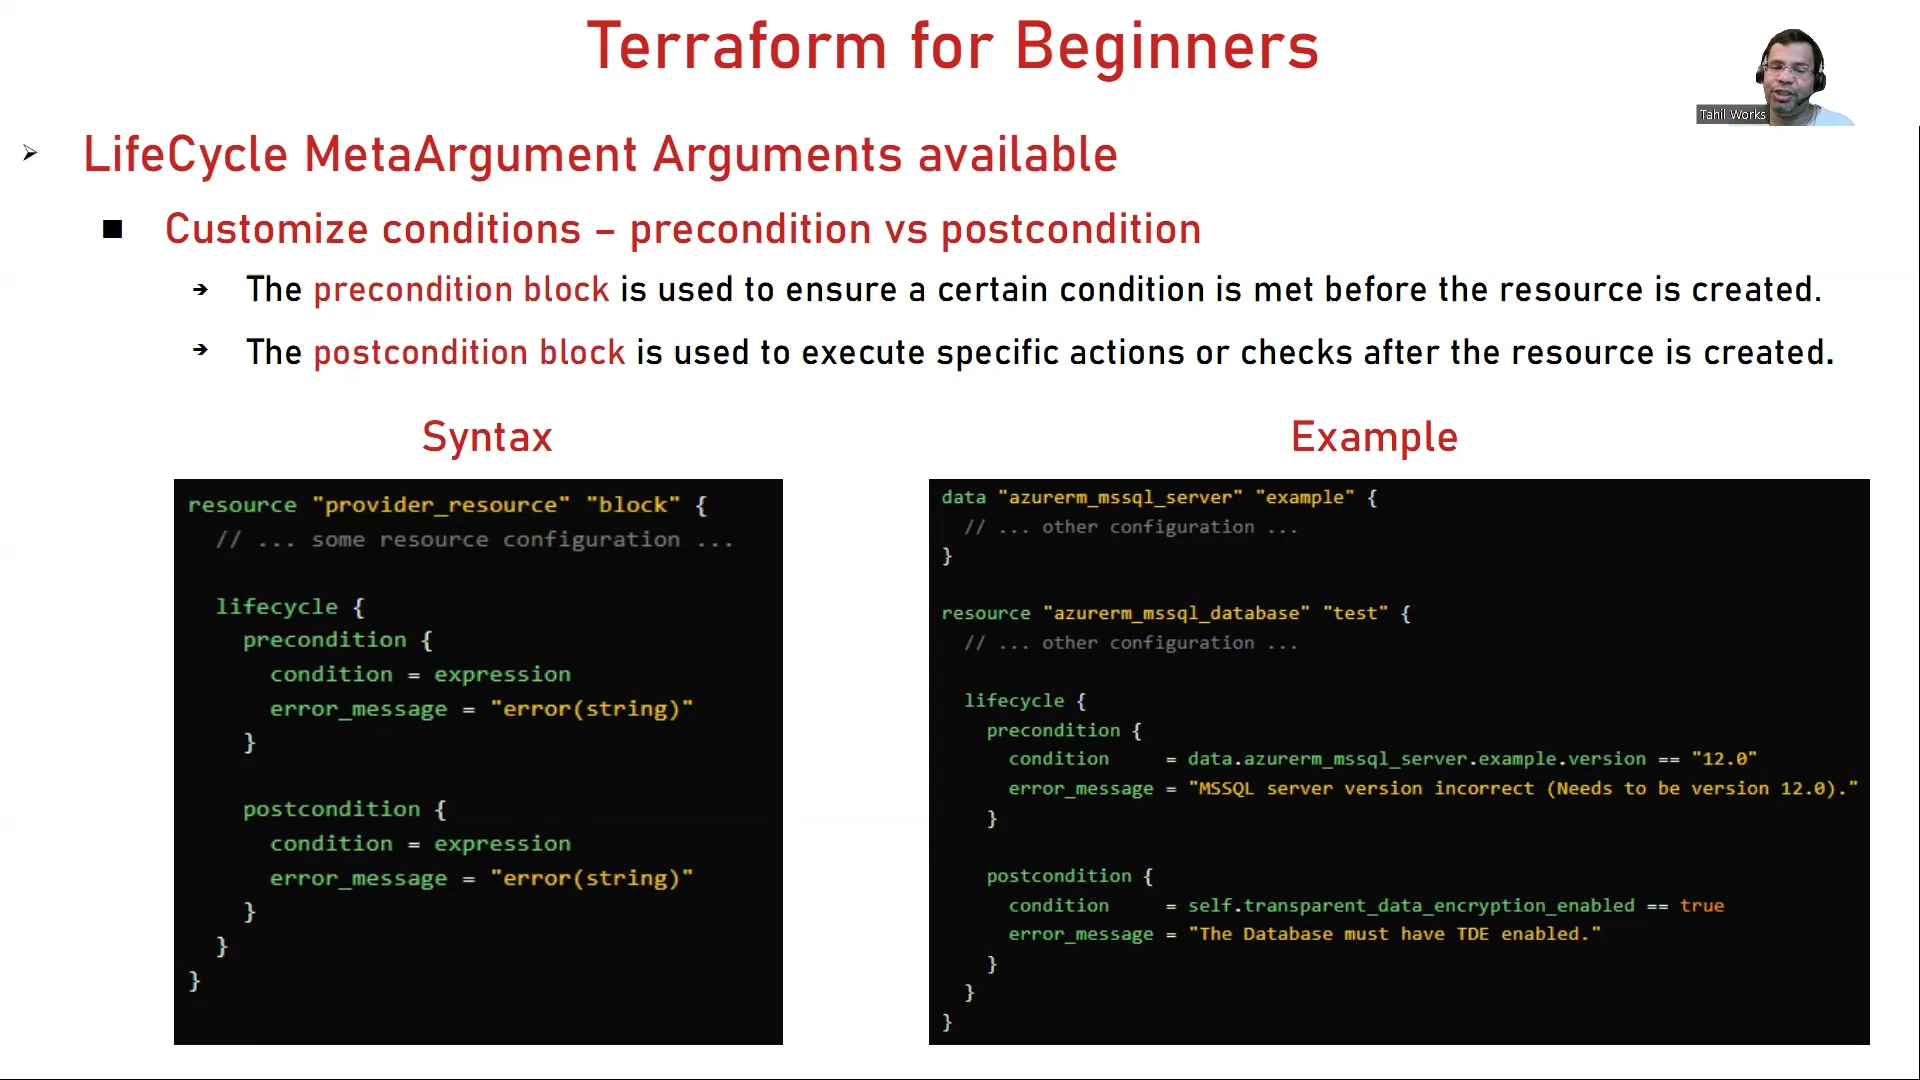 Terraform for Beginners
Tahil Works
LifeCycle MetaArgument Arguments available
Customize conditions – precondition vs postcondition
The precondition block is used to ensure a certain condition is met before the resource is created.
The postcondition block is used to execute specific actions or checks after the resource is created.
Syntax
resource "provider_resource" "block" {
  // ... some resource configuration ...

  lifecycle {
    precondition {
      condition = expression
      error_message = "error(string)"
    }

    postcondition {
      condition = expression
      error_message = "error(string)"
    }
  }
}
Example
data "azurerm_mssql_server" "example" {
  // ... other configuration ...
}

resource "azurerm_mssql_database" "test" {
  // ... other configuration ...

  lifecycle {
    precondition {
      condition     = data.azurerm_mssql_server.example.version == "12.0"
      error_message = "MSSQL server version incorrect (Needs to be version 12.0)."
    }

    postcondition {
      condition     = self.transparent_data_encryption_enabled == true
      error_message = "The Database must have TDE enabled."
    }
  }
}